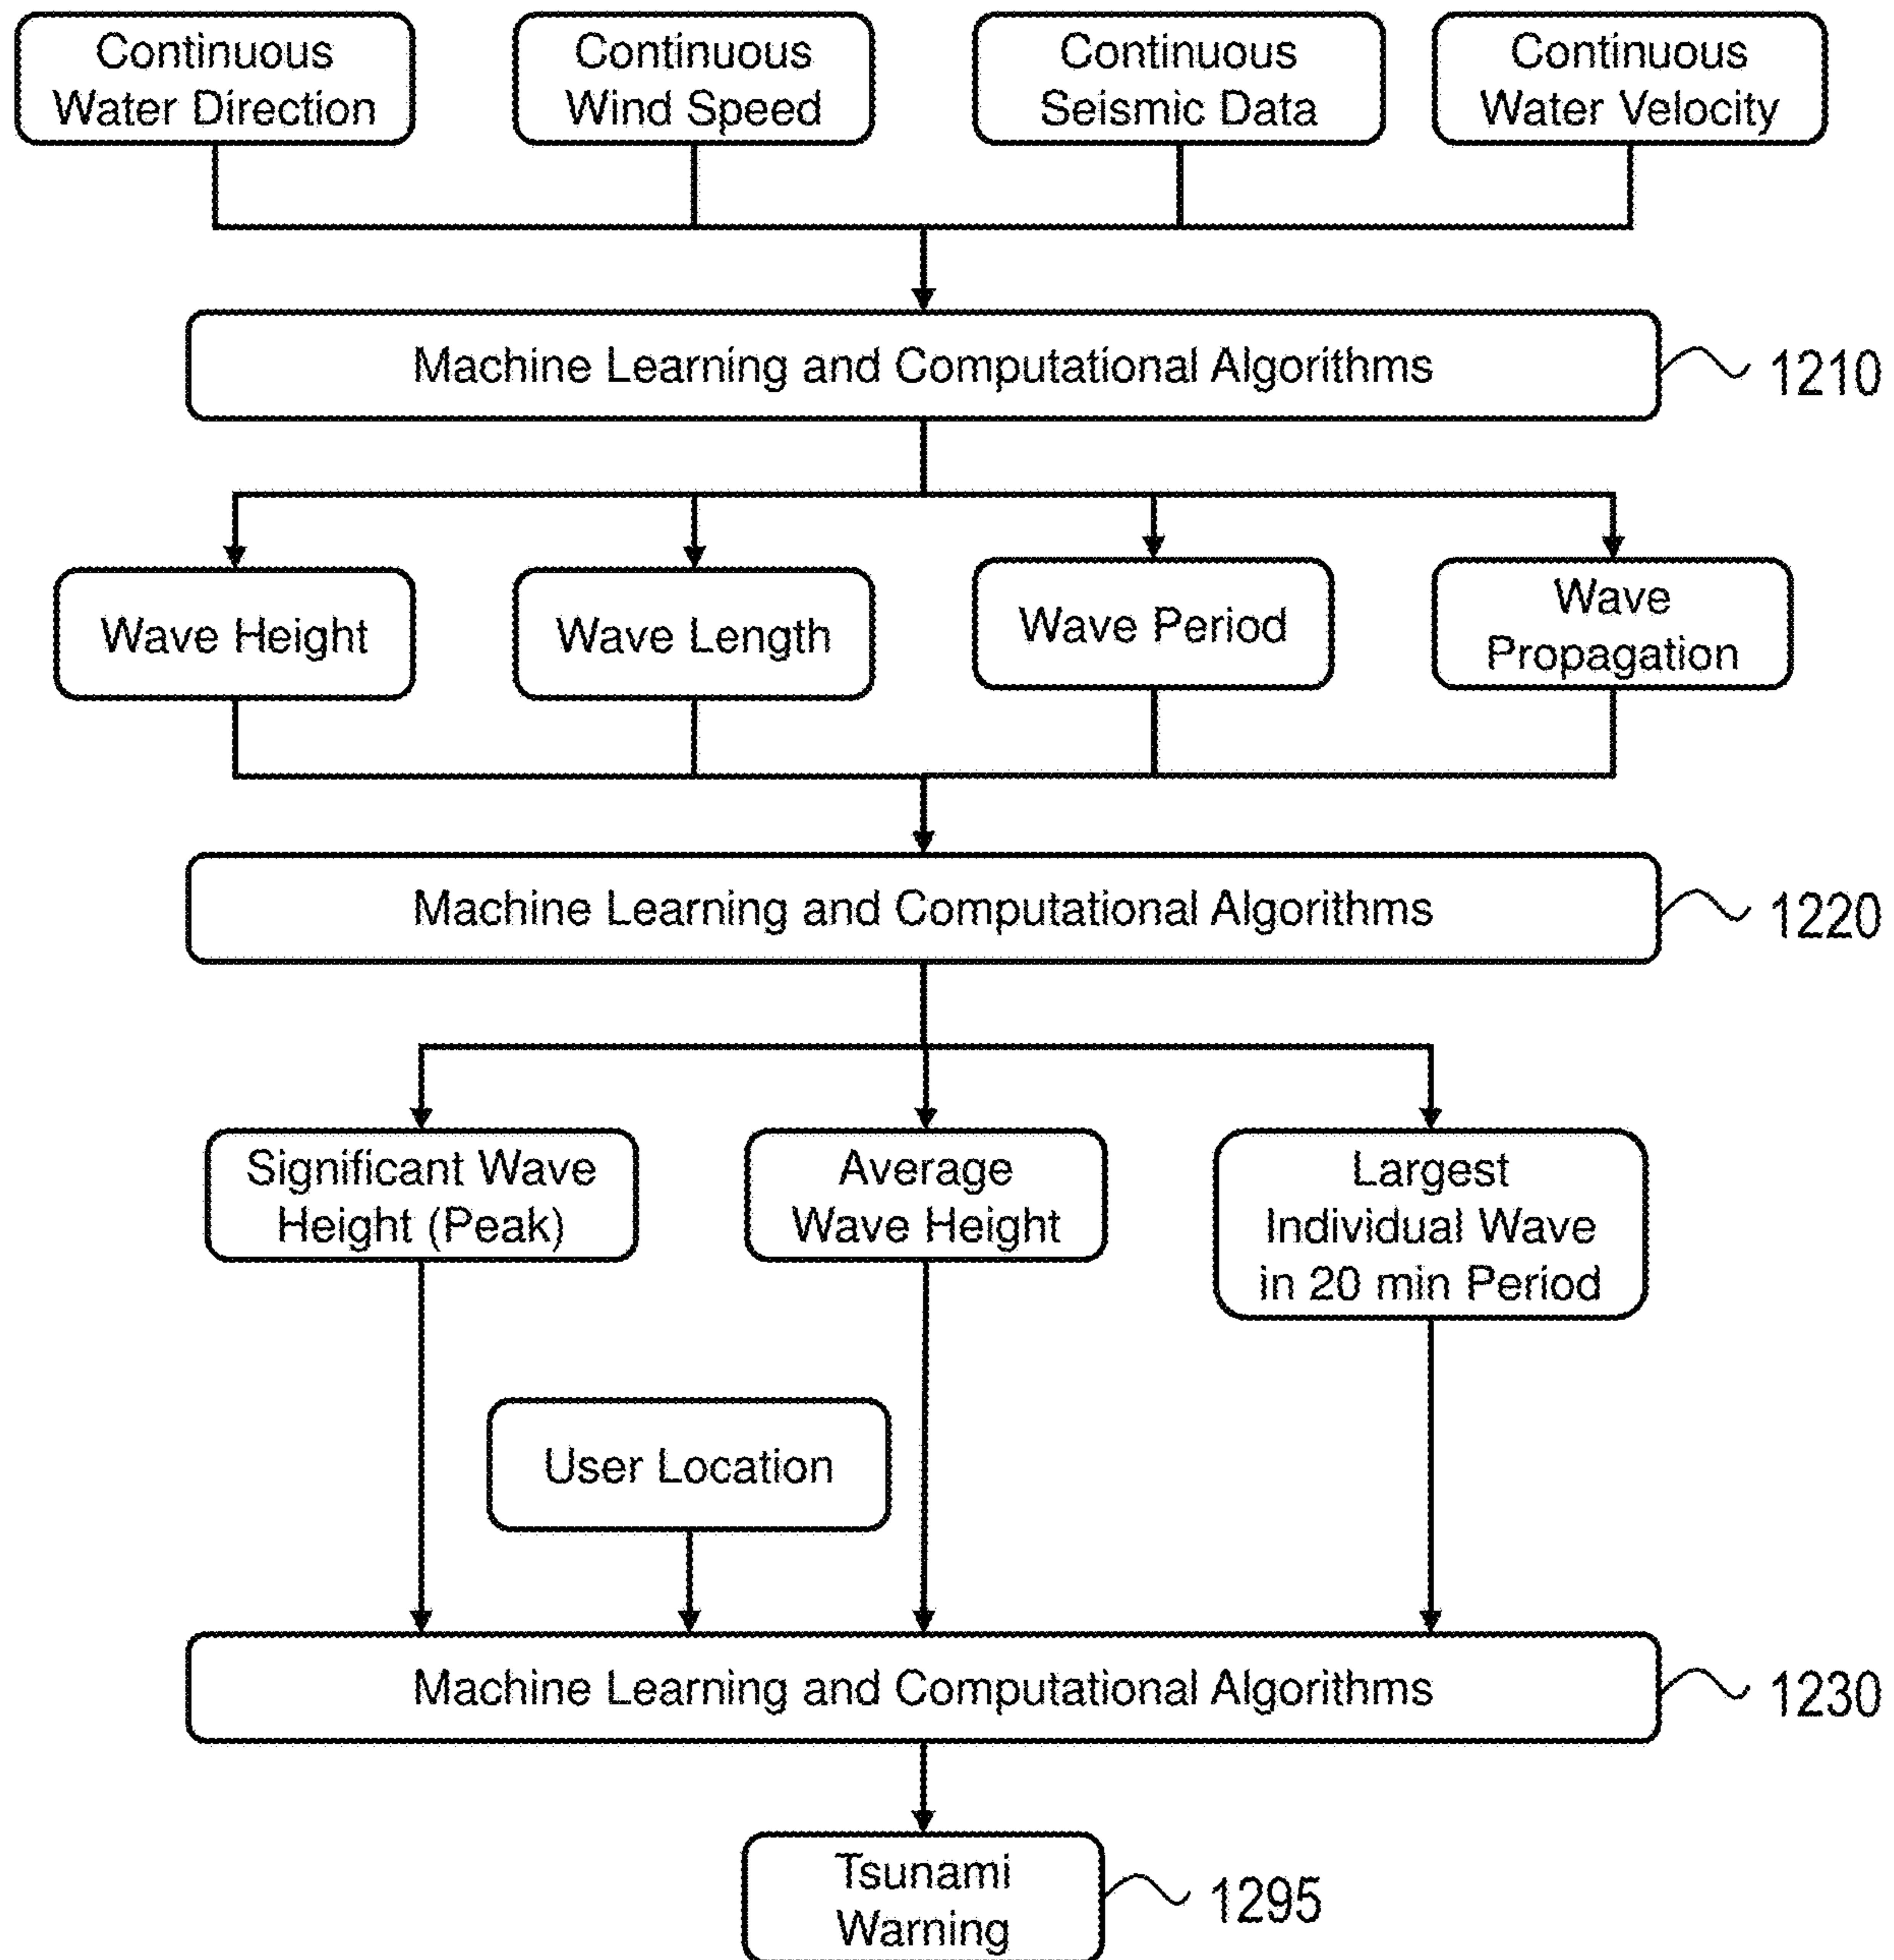 Continuous
Water Direction
Continuous
Wind Speed
Continuous
Seismic Data
Continuous
Water Velocity
Machine Learning and Computational Algorithms
1210
Wave Height
Wave Length
Wave Period
Wave
Propagation
Machine Learning and Computational Algorithms
1220
Significant Wave
Height (Peak)
Average
Wave Height
Largest
Individual Wave
in 20 min Period
User Location
Machine Learning and Computational Algorithms
1230
Tsunami
Warning
1295